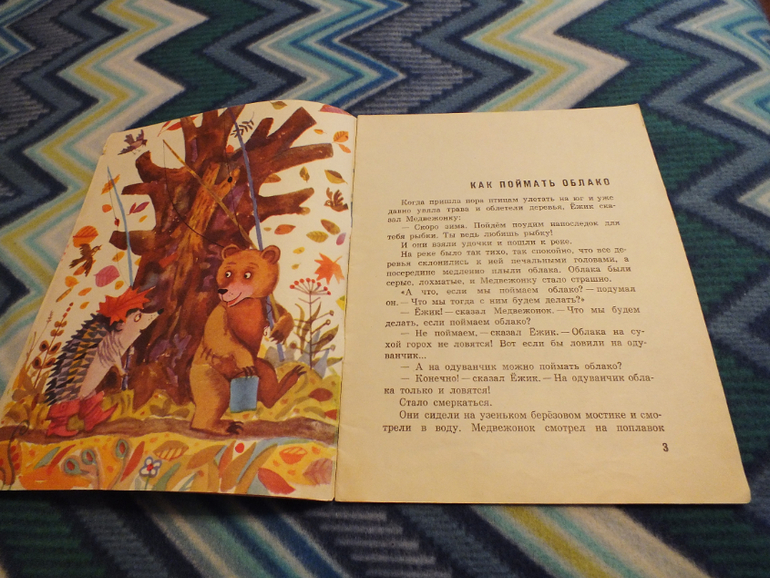 КАК ПОЙМАТЬ ОБЛАКО
Когда пришла пора птицам улетать на юг и уже
давно увяла трава и облетели деревья, Ёжик ска-
зал Медвежонку:
— Скоро зима. Пойдём поудим напоследок для
тебя рыбки. Ты ведь любишь рыбку!
И они взяли удочки и пошли к реке.
На реке было так тихо, так спокойно, что все де-
ревья склонились к ней печальными головами, а
посередине медленно плыли облака. Облака были
серые, лохматые, и Медвежонку стало страшно.
«А что, если мы поймаем облако? — подумал
он. — Что мы тогда с ним будем делать?»
— Ёжик! — сказал Медвежонок. — Что мы будем
делать, если поймаем облако?
— Не поймаем, — сказал Ёжик. — Облака на су-
хой горох не ловятся! Вот если бы ловили на оду-
ванчик...
— А на одуванчик можно поймать облако?
— Конечно! — сказал Ёжик. — На одуванчик обла-
ка только и ловятся!
Стало смеркаться.
Они сидели на узеньком берёзовом мостике и смо-
трели в воду. Медвежонок смотрел на поплавок
3